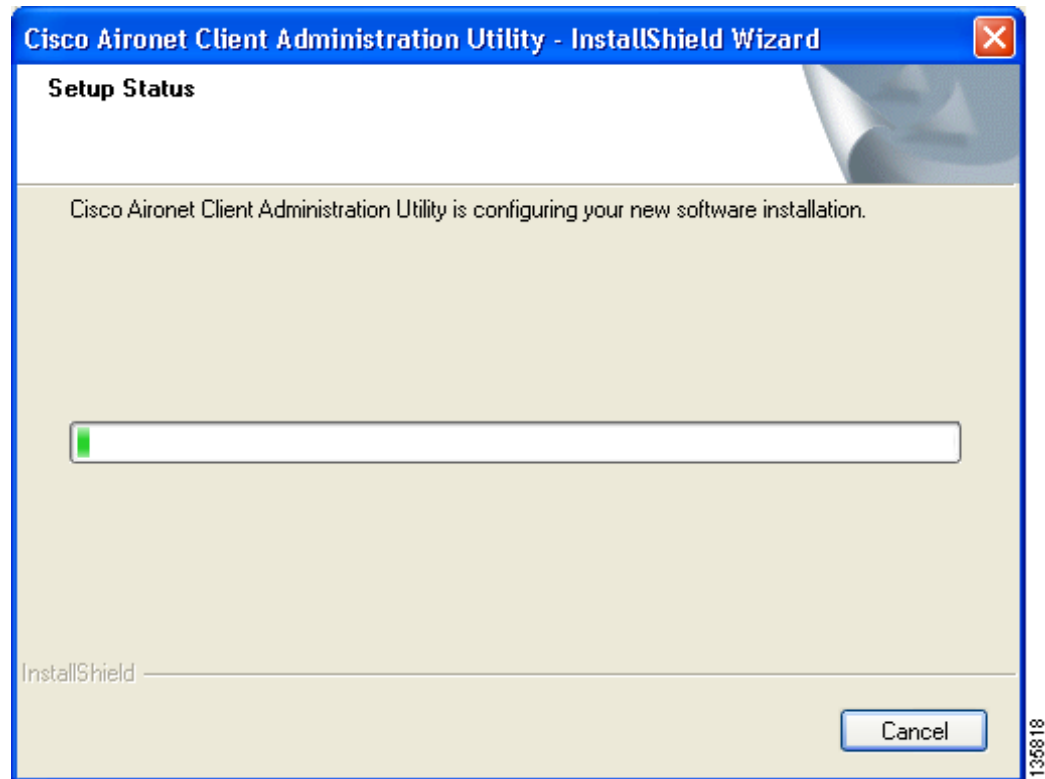 Cisco Aironet Client Administration Utility - InstallShield Wizard
Setup Status
Cisco Aironet Client Administration Utility is configuring your new software installation.
InstallShield
Cancel
135818